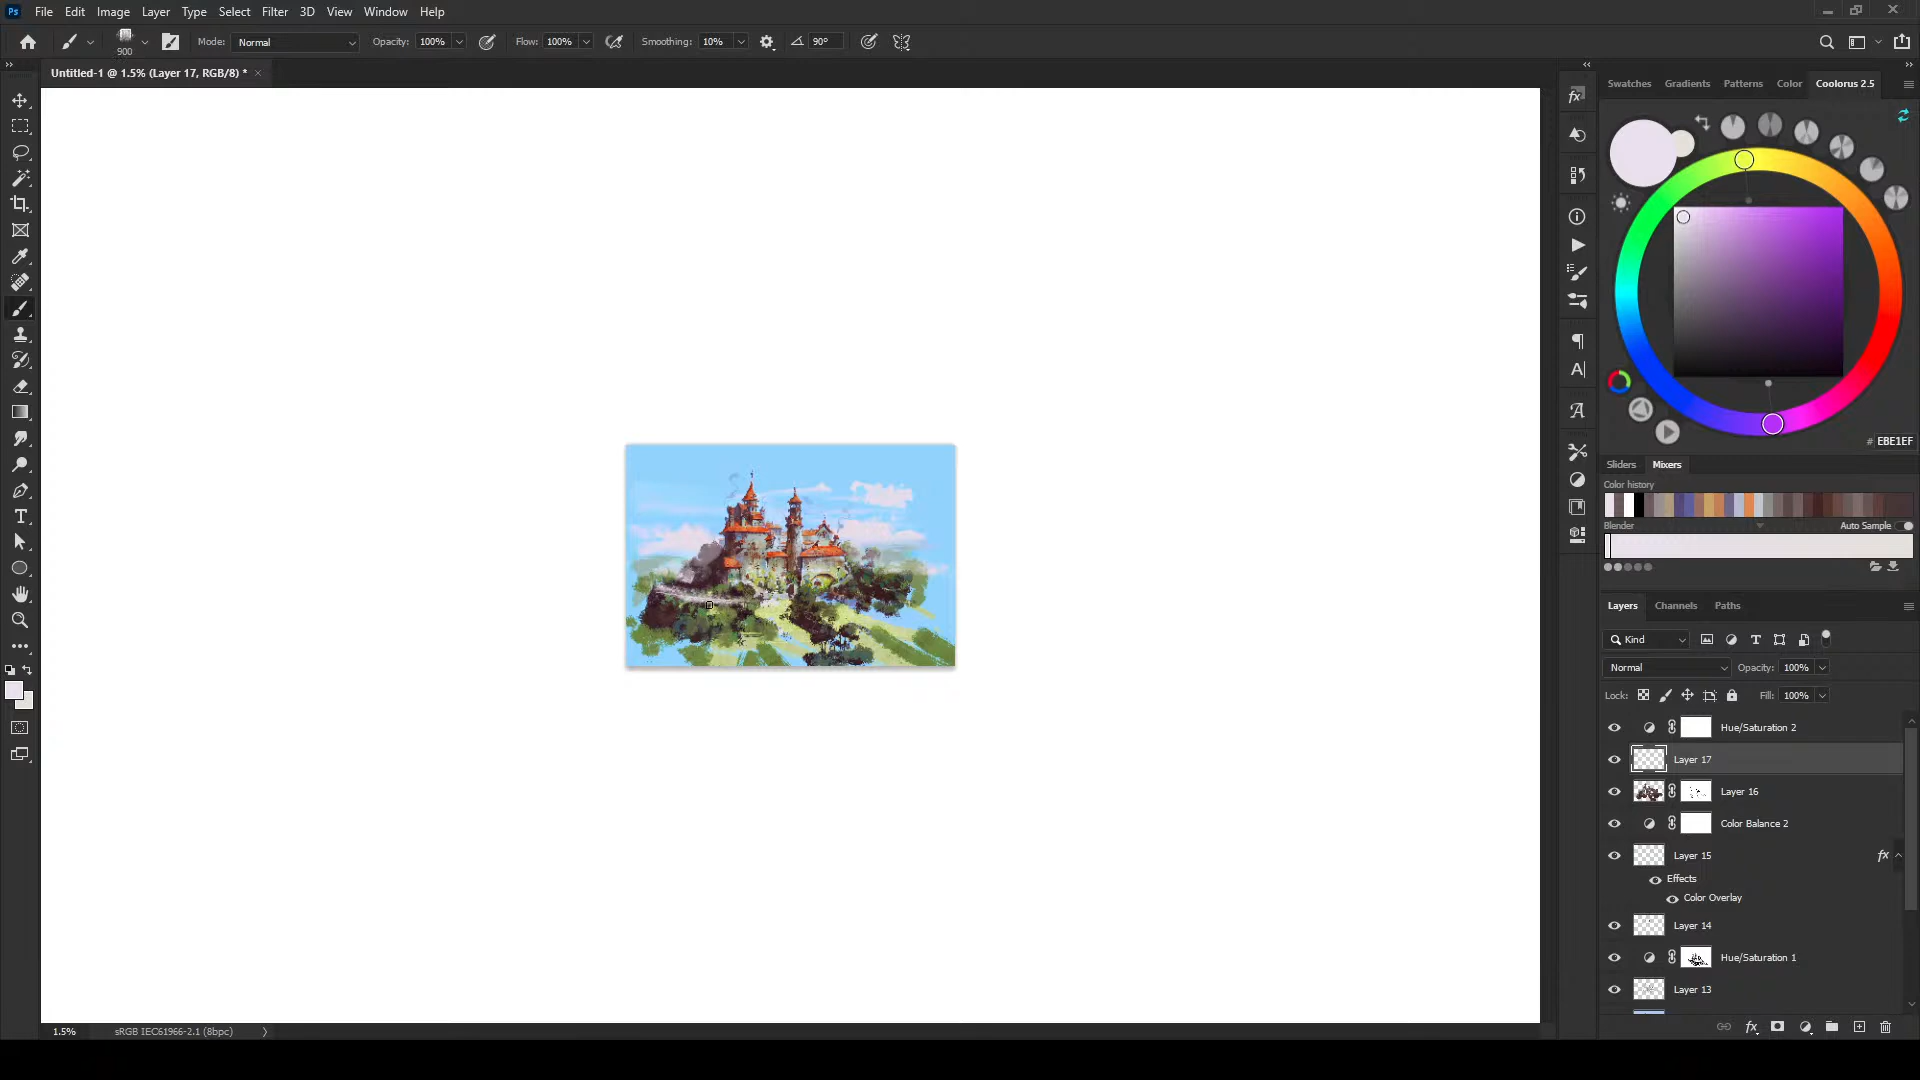 Ps File Edit Image Layer Type Select Filter 3D View Window Help
900 Mode: Normal Opacity: 100% Flow: 100% Smoothing: 10% 90°
Untitled-1 @ 1.5% (Layer 17, RGB/8) * ×
Swatches Gradients Patterns Color Coolorus 2.5
# EBE1EF
Sliders Mixers
Color history
Blender Auto Sample
Layers Channels Paths
Kind
Normal Opacity: 100%
Lock: Fill: 100%
Hue/Saturation 2
Layer 17
Layer 16
Color Balance 2
Layer 15 fx
Effects
Color Overlay
Layer 14
Hue/Saturation 1
Layer 13
1.5% sRGB IEC61966-2.1 (8bpc)